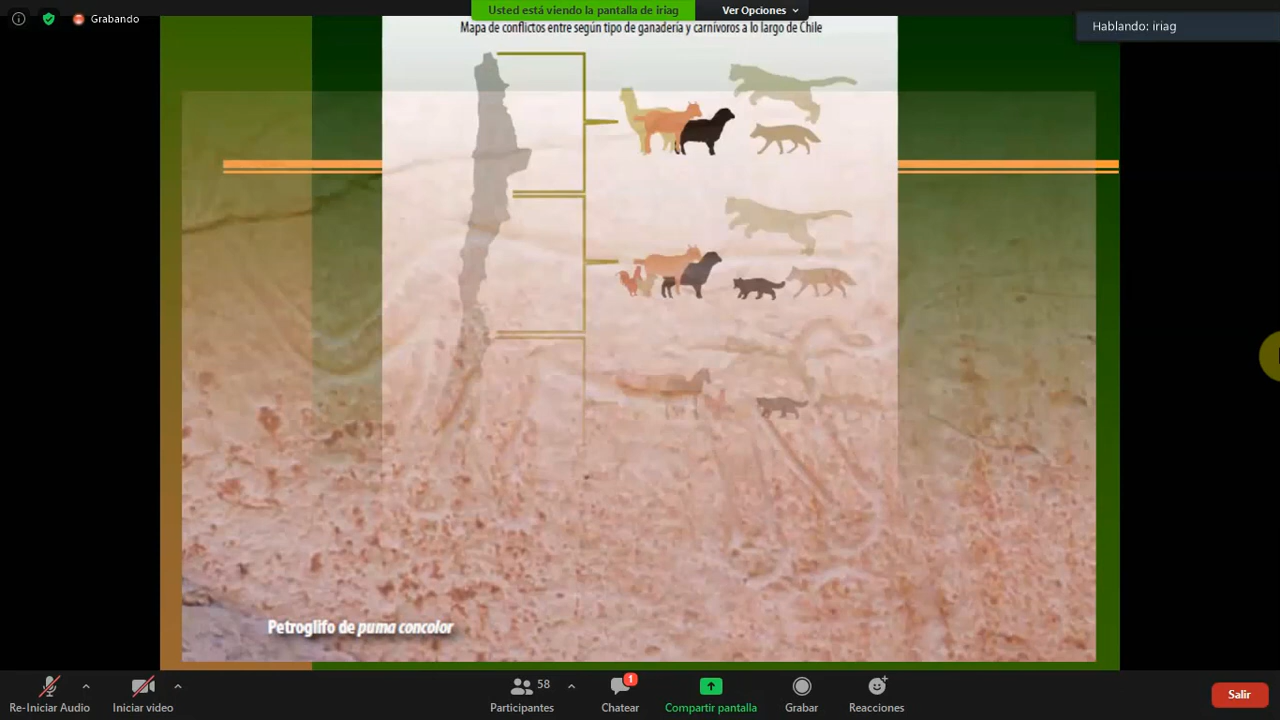 Grabando
Usted está viendo la pantalla de iriag
Ver Opciones
Hablando: iriag
Mapa de conflictos entre según tipo de ganadería y carnívoros a lo largo de Chile
Petroglifo de puma concolor
Re-Iniciar Audio
Iniciar video
Participantes
58
Chatear
1
Compartir pantalla
Grabar
Reacciones
Salir